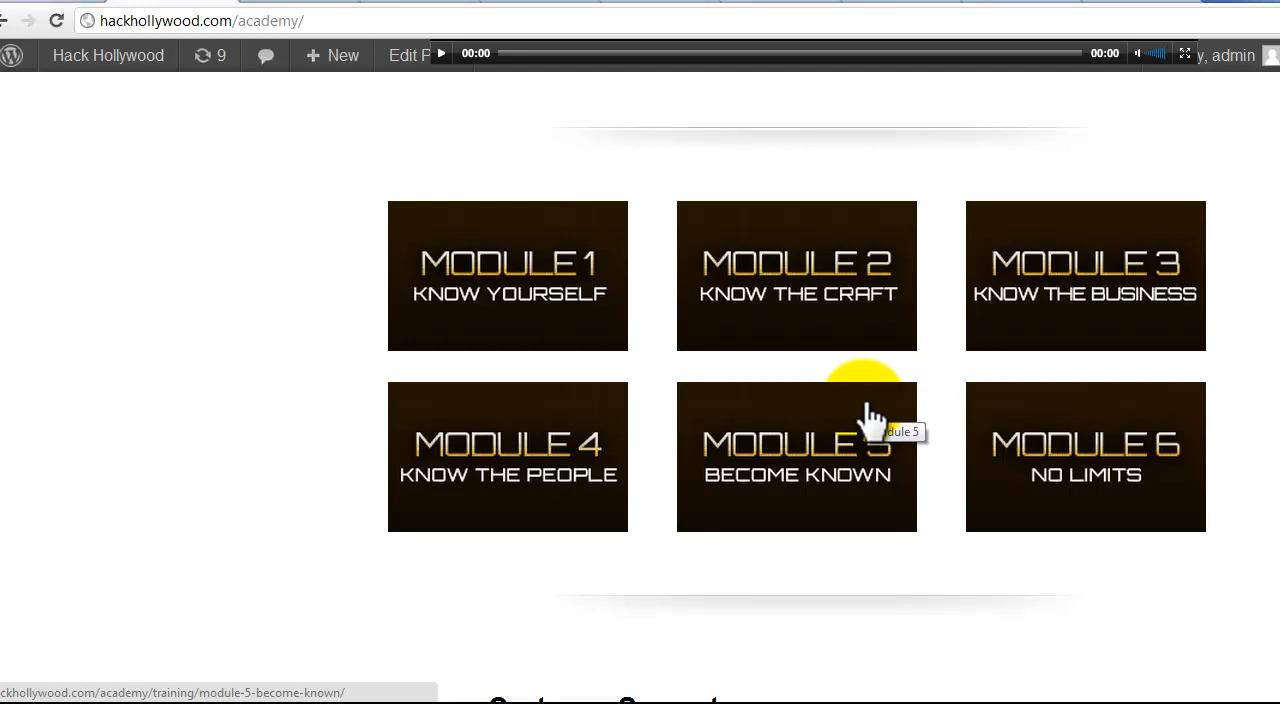 hackhollywood.com/academy/
Hack Hollywood 9 New Edit P 00:00 00:00 y, admin
MODULE 1 MODULE 2 MODULE 3
KNOW YOURSELF KNOW THE CRAFT KNOW THE BUSINESS
MODULE 4 MODULE 5 MODULE 6
dule 5
KNOW THE PEOPLE BECOME KNOWN NO LIMITS
ckhollywood.com/academy/training/module-5-become-known/